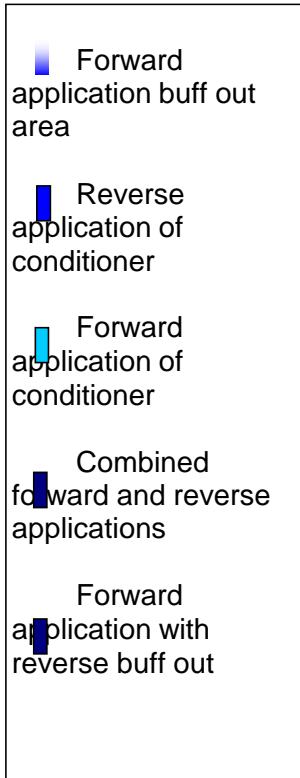 Forward
application buff out
area
Reverse
application of
conditioner
Forward
application of
conditioner
Combined
forward and reverse
applications
Forward
application with
reverse buff out